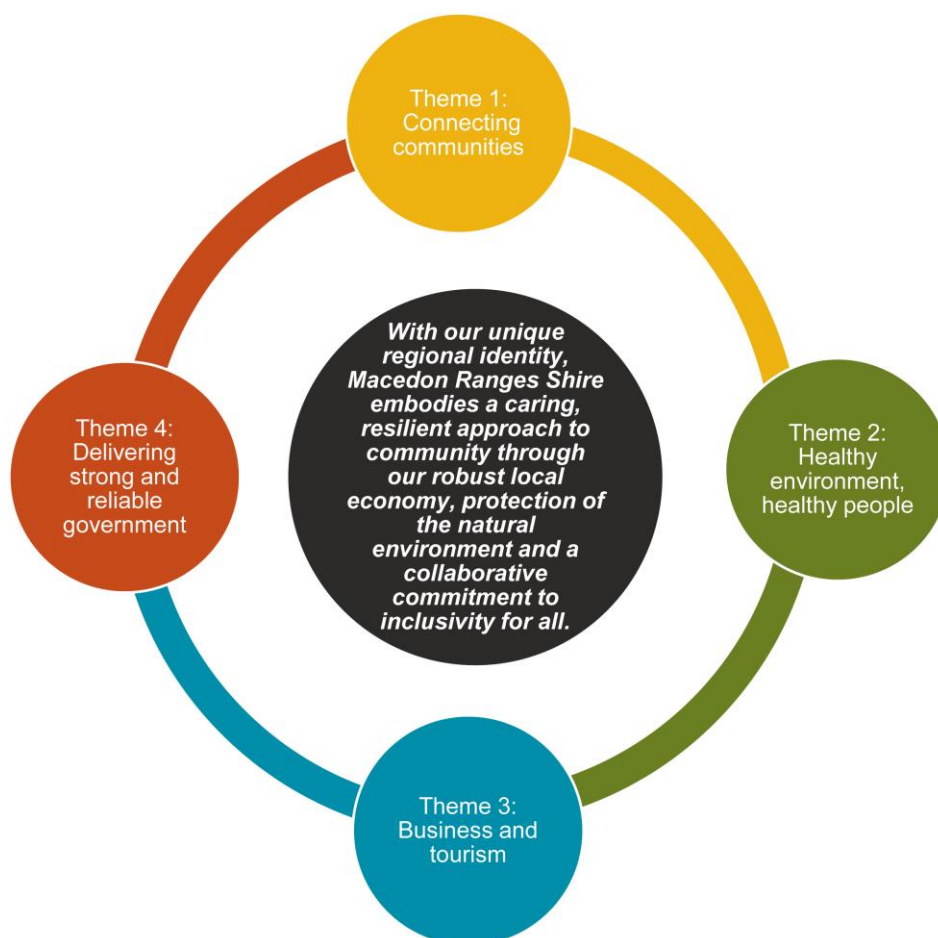 Theme 1:
Connecting
communities
With our unique
regional identity,
Macedon Ranges Shire
embodies a caring,
resilient approach to
community through
our robust local
economy, protection of
the natural
environment and a
collaborative
commitment to
inclusivity for all.
Theme 2:
Healthy
environment,
healthy people
Theme 3:
Business and
tourism
Theme 4:
Delivering
strong and
reliable
government